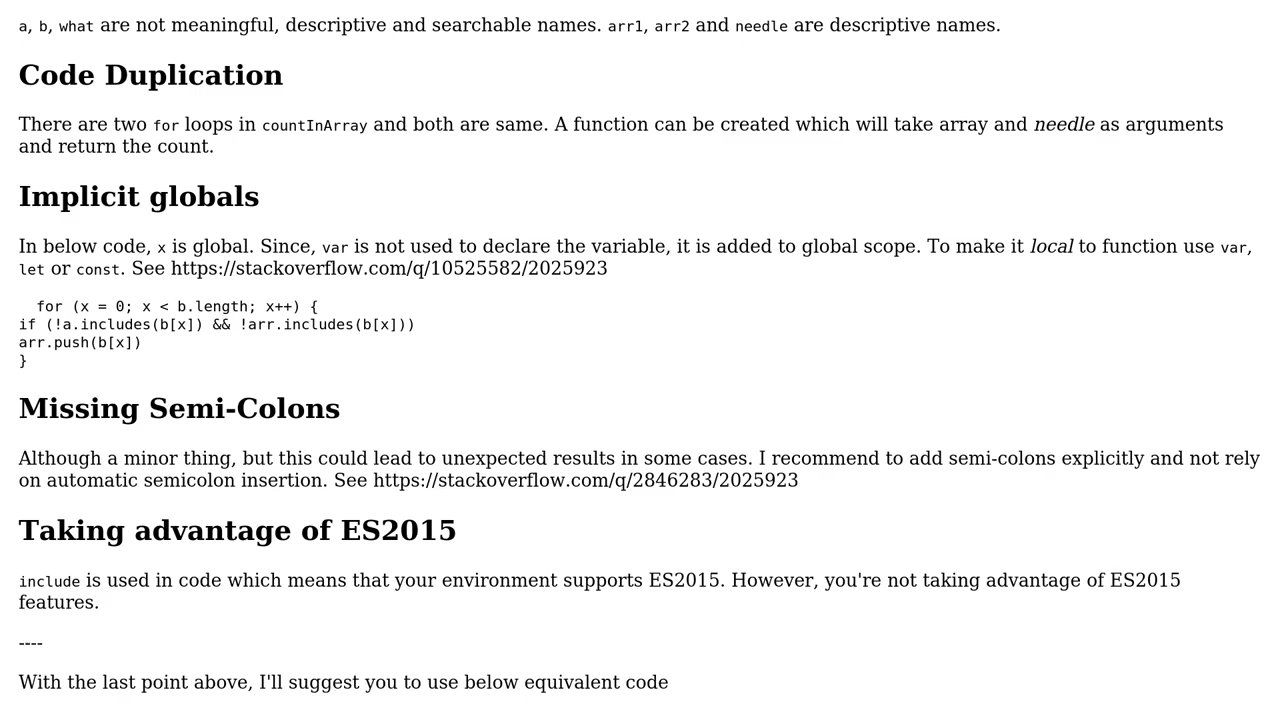 a, b, what are not meaningful, descriptive and searchable names. arr1, arr2 and needle are descriptive names.
Code Duplication
There are two for loops in countInArray and both are same. A function can be created which will take array and needle as arguments
and return the count.
Implicit globals
In below code, x is global. Since, var is not used to declare the variable, it is added to global scope. To make it local to function use var,
let or const. See https://stackoverflow.com/q/10525582/2025923
for (x = 0; x < b.length; x++) {
if (!a.includes(b[x]) && !arr.includes(b[x]))
arr.push(b[x])
}
Missing Semi-Colons
Although a minor thing, but this could lead to unexpected results in some cases. I recommend to add semi-colons explicitly and not rely
on automatic semicolon insertion. See https://stackoverflow.com/q/2846283/2025923
Taking advantage of ES2015
include is used in code which means that your environment supports ES2015. However, you're not taking advantage of ES2015
features.
----
With the last point above, I'll suggest you to use below equivalent code